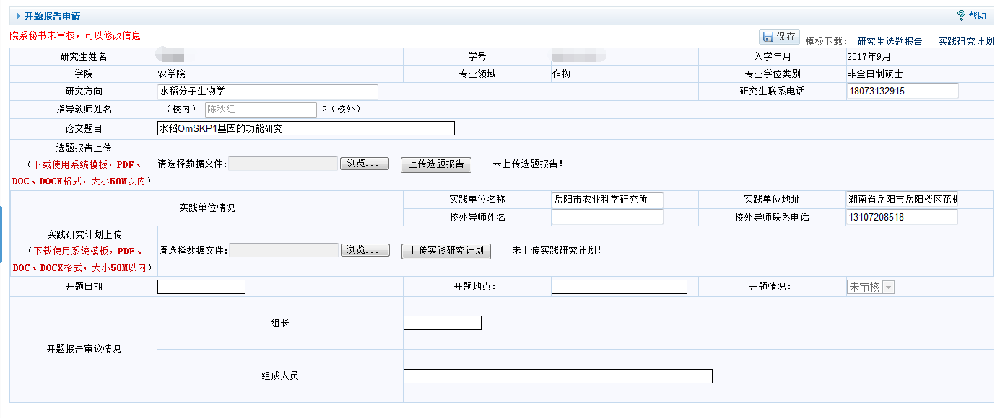 开题报告申请 帮助
院系秘书未审核，可以修改信息 保存 模板下载： 研究生选题报告 实践研究计划
研究生姓名 学号 入学年月 2017年9月
学院 农学院 专业领域 作物 专业学位类别 非全日制硕士
研究方向 水稻分子生物学 研究生联系电话 18073132915
指导教师姓名 1（校内） 陈秋红 2（校外）
论文题目 水稻OmSKP1基因的功能研究
选题报告上传
（下载使用系统模板，PDF、
DOC、DOCX格式，大小50M以内）
请选择数据文件： 浏览... 上传选题报告 未上传选题报告！
实践单位情况
实践单位名称 岳阳市农业科学研究所 实践单位地址 湖南省岳阳市岳阳楼区花
校外导师姓名 校外导师联系电话 13107208518
实践研究计划上传
（下载使用系统模板，PDF、
DOC、DOCX格式，大小50M以内）
请选择数据文件： 浏览... 上传实践研究计划 未上传实践研究计划！
开题日期 开题地点： 开题情况： 未审核
开题报告审议情况
组长
组成人员